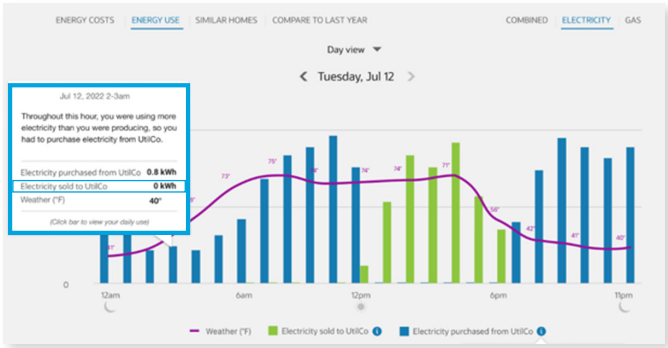 ENERGY COSTS ENERGY USE SIMILAR HOMES COMPARE TO LAST YEAR COMBINED ELECTRICITY GAS
Day view
Tuesday, Jul 12
Jul 12, 2022 2-3am
Throughout this hour, you were using more
electricity than you were producing, so you
had to purchase electricity from UtilCo.
Electricity purchased from UtilCo 0.8 kWh
Electricity sold to UtilCo 0 kWh
Weather (°F) 40°
(Click bar to view your daily use)
73° 75° 74° 74° 71°
56°
42° 41° 40°
0
12am 6am 12pm 6pm 11pm
Weather (°F) Electricity sold to UtilCo i Electricity purchased from UtilCo i